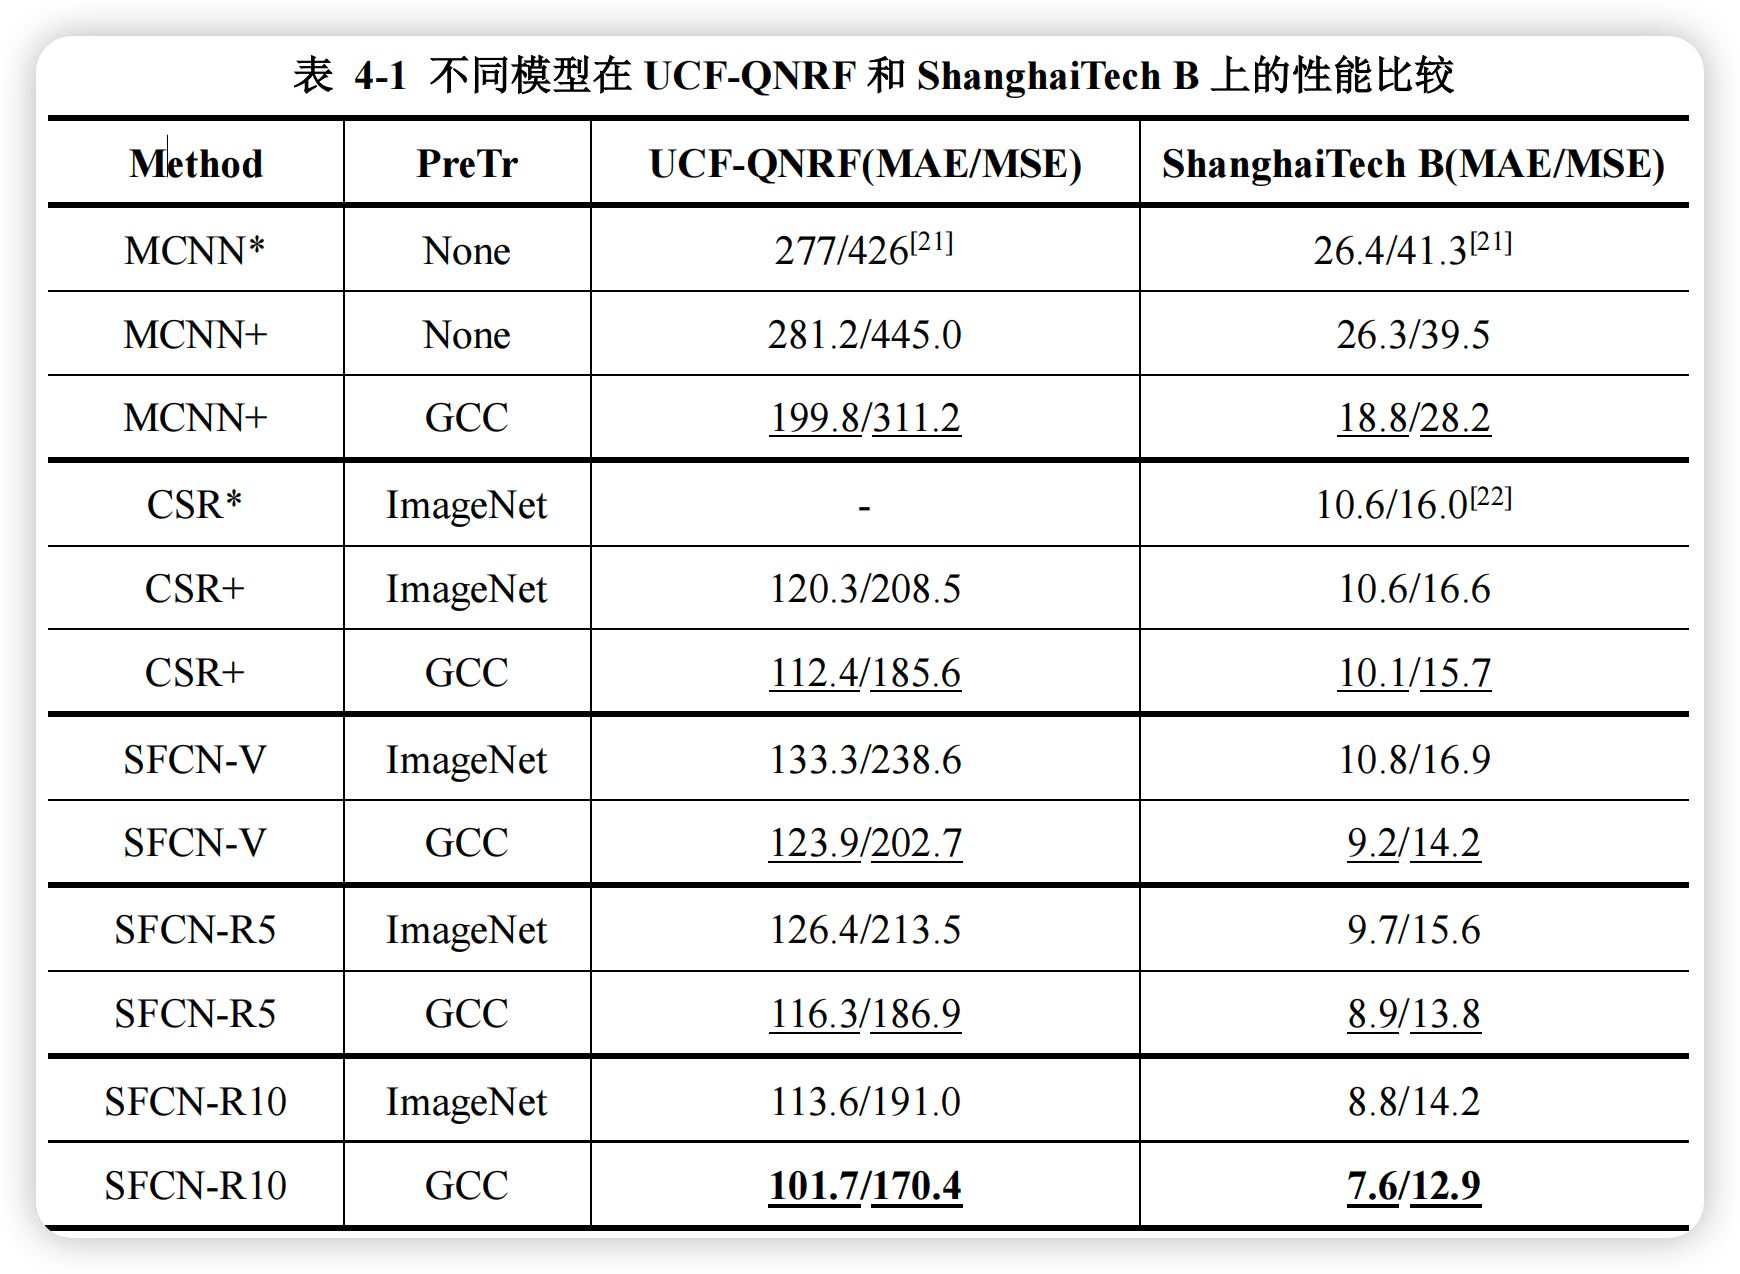 表 4-1 不同模型在 UCF-QNRF 和 ShanghaiTech B 上的性能比较
Method PreTr UCF-QNRF(MAE/MSE) ShanghaiTech B(MAE/MSE)
MCNN* None 277/426[21] 26.4/41.3[21]
MCNN+ None 281.2/445.0 26.3/39.5
MCNN+ GCC 199.8/311.2 18.8/28.2
CSR* ImageNet - 10.6/16.0[22]
CSR+ ImageNet 120.3/208.5 10.6/16.6
CSR+ GCC 112.4/185.6 10.1/15.7
SFCN-V ImageNet 133.3/238.6 10.8/16.9
SFCN-V GCC 123.9/202.7 9.2/14.2
SFCN-R5 ImageNet 126.4/213.5 9.7/15.6
SFCN-R5 GCC 116.3/186.9 8.9/13.8
SFCN-R10 ImageNet 113.6/191.0 8.8/14.2
SFCN-R10 GCC 101.7/170.4 7.6/12.9